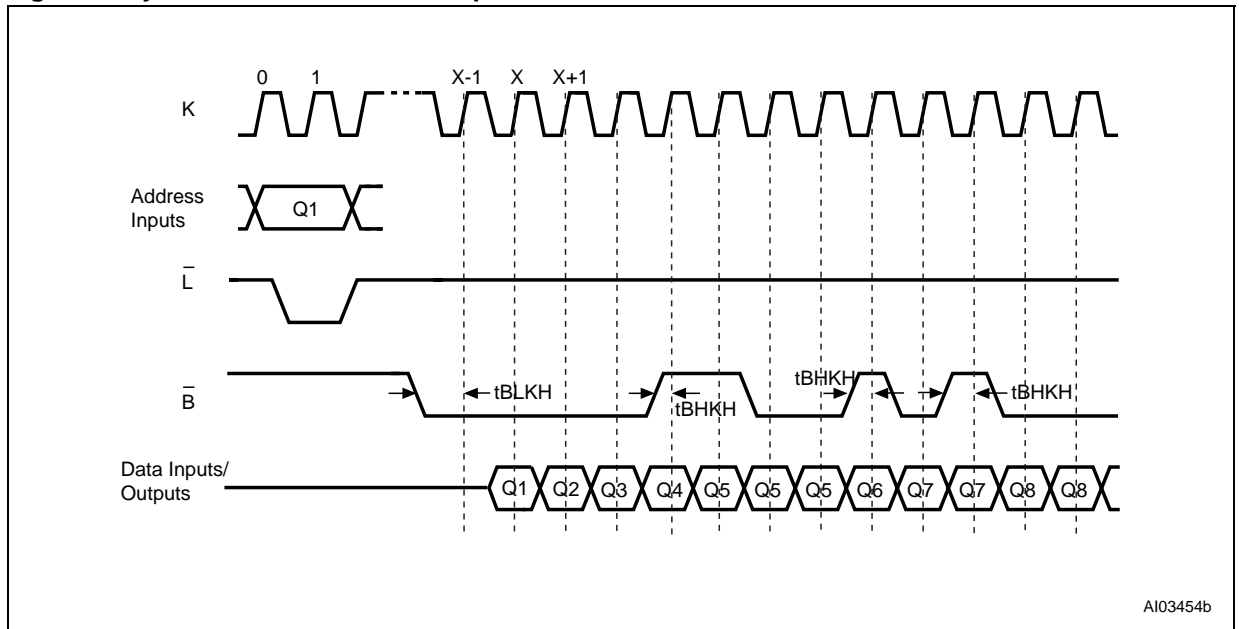 0 1 X-1 X X+1
K
Address
Inputs
Q1
L̅
B̅
tBLKH
tBHKH
tBHKH
tBHKH
Data Inputs/
Outputs
Q1 Q2 Q3 Q4 Q5 Q5 Q5 Q6 Q7 Q7 Q8 Q8
AI03454b